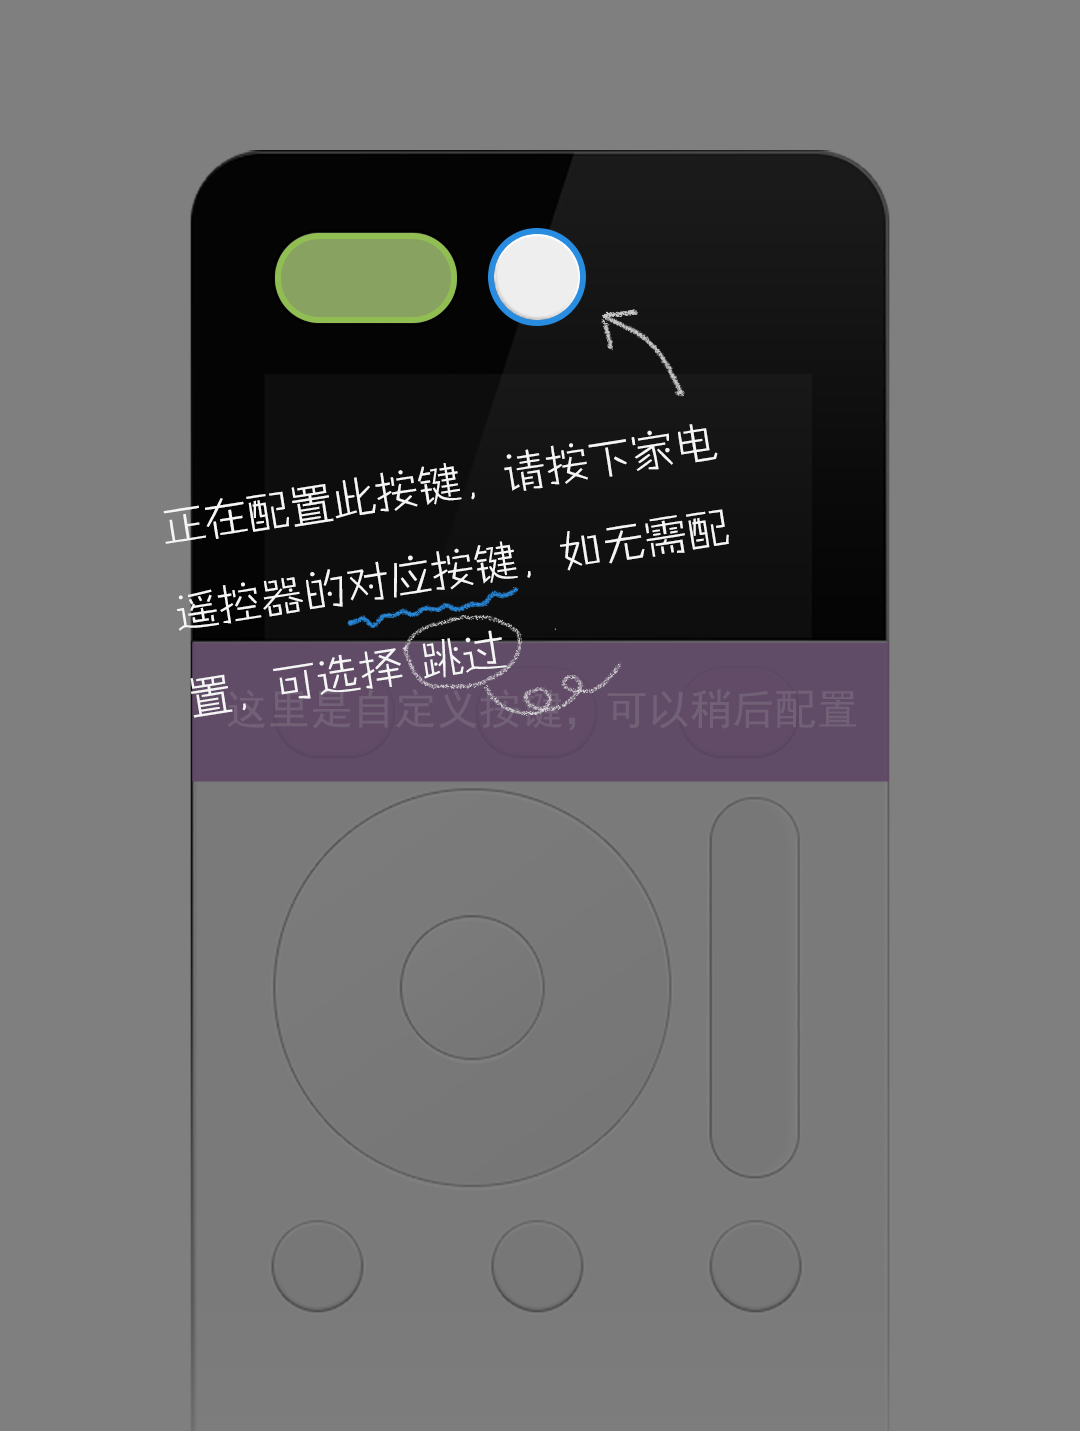 正在配置此按键，请按下家电
遥控器的对应按键，如无需配
置，可选择 跳过
这里是自定义按键，可以稍后配置